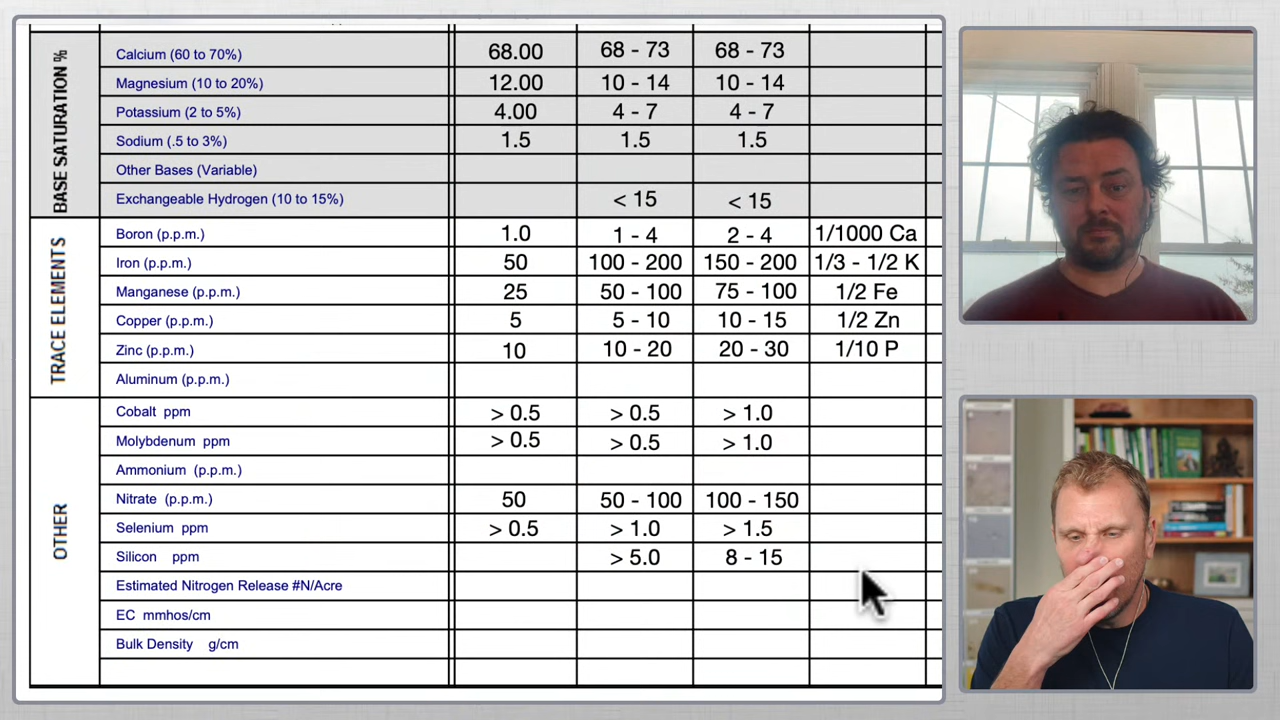 BASE SATURATION %
Calcium (60 to 70%) 68.00 68 - 73 68 - 73
Magnesium (10 to 20%) 12.00 10 - 14 10 - 14
Potassium (2 to 5%) 4.00 4 - 7 4 - 7
Sodium (.5 to 3%) 1.5 1.5 1.5
Other Bases (Variable)
Exchangeable Hydrogen (10 to 15%) < 15 < 15
TRACE ELEMENTS
Boron (p.p.m.) 1.0 1 - 4 2 - 4 1/1000 Ca
Iron (p.p.m.) 50 100 - 200 150 - 200 1/3 - 1/2 K
Manganese (p.p.m.) 25 50 - 100 75 - 100 1/2 Fe
Copper (p.p.m.) 5 5 - 10 10 - 15 1/2 Zn
Zinc (p.p.m.) 10 10 - 20 20 - 30 1/10 P
Aluminum (p.p.m.)
OTHER
Cobalt ppm > 0.5 > 0.5 > 1.0
Molybdenum ppm > 0.5 > 0.5 > 1.0
Ammonium (p.p.m.)
Nitrate (p.p.m.) 50 50 - 100 100 - 150
Selenium ppm > 0.5 > 1.0 > 1.5
Silicon ppm > 5.0 8 - 15
Estimated Nitrogen Release #N/Acre
EC mmhos/cm
Bulk Density g/cm